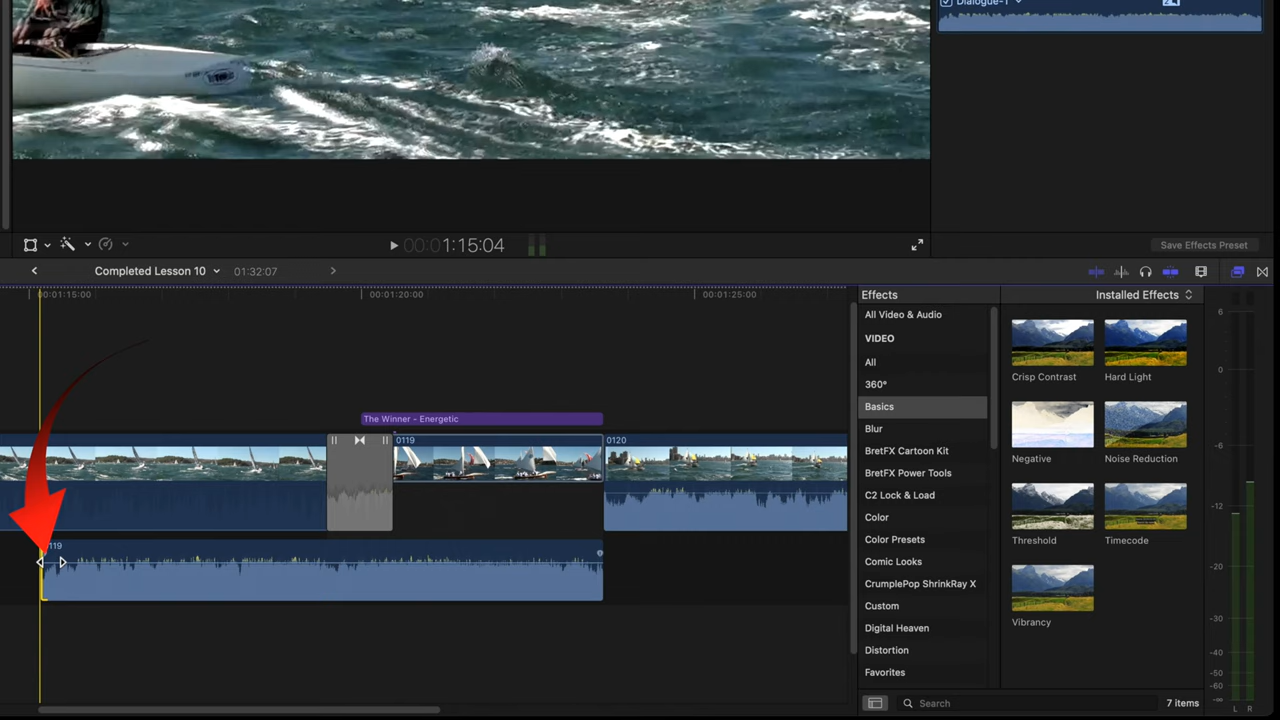 Dialogue-1
00:00:01:15:04
Save Effects Preset
Completed Lesson 10
01:32:07
Effects
Installed Effects
00:01:15:00
00:01:20:00
00:01:25:00
All Video & Audio
VIDEO
All
360°
Basics
Blur
BretFX Cartoon Kit
BretFX Power Tools
C2 Lock & Load
Color
Color Presets
Comic Looks
CrumplePop ShrinkRay X
Custom
Digital Heaven
Distortion
Favorites
Crisp Contrast
Hard Light
Negative
Noise Reduction
Threshold
Timecode
Vibrancy
6
0
-6
-12
-20
-30
-40
-50
-60
-∞
L R
The Winner - Energetic
0119
0120
119
Search
7 items